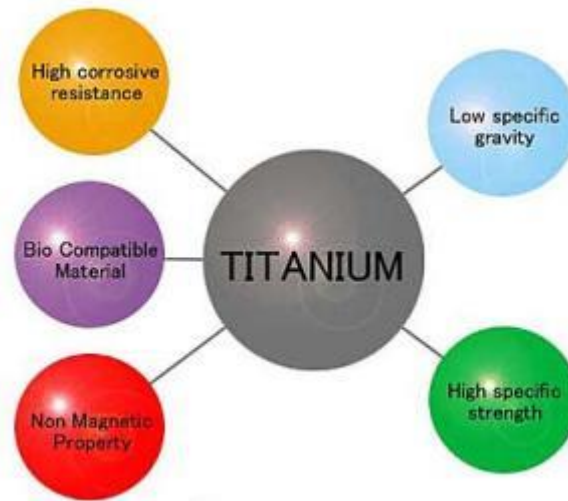 High corrosive
resistance
Low specific
gravity
Bio Compatible
Material
TITANIUM
Non Magnetic
Property
High specific
strength